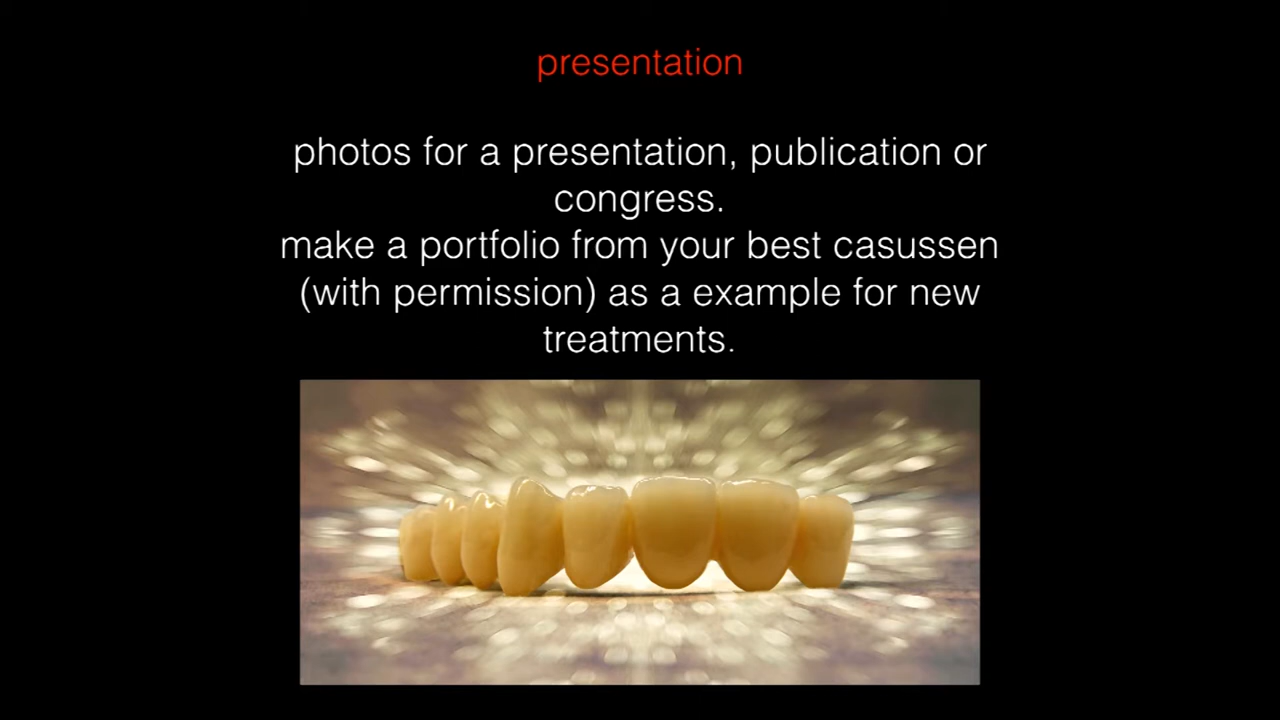 presentation
photos for a presentation, publication or
congress.
make a portfolio from your best casussen
(with permission) as a example for new
treatments.